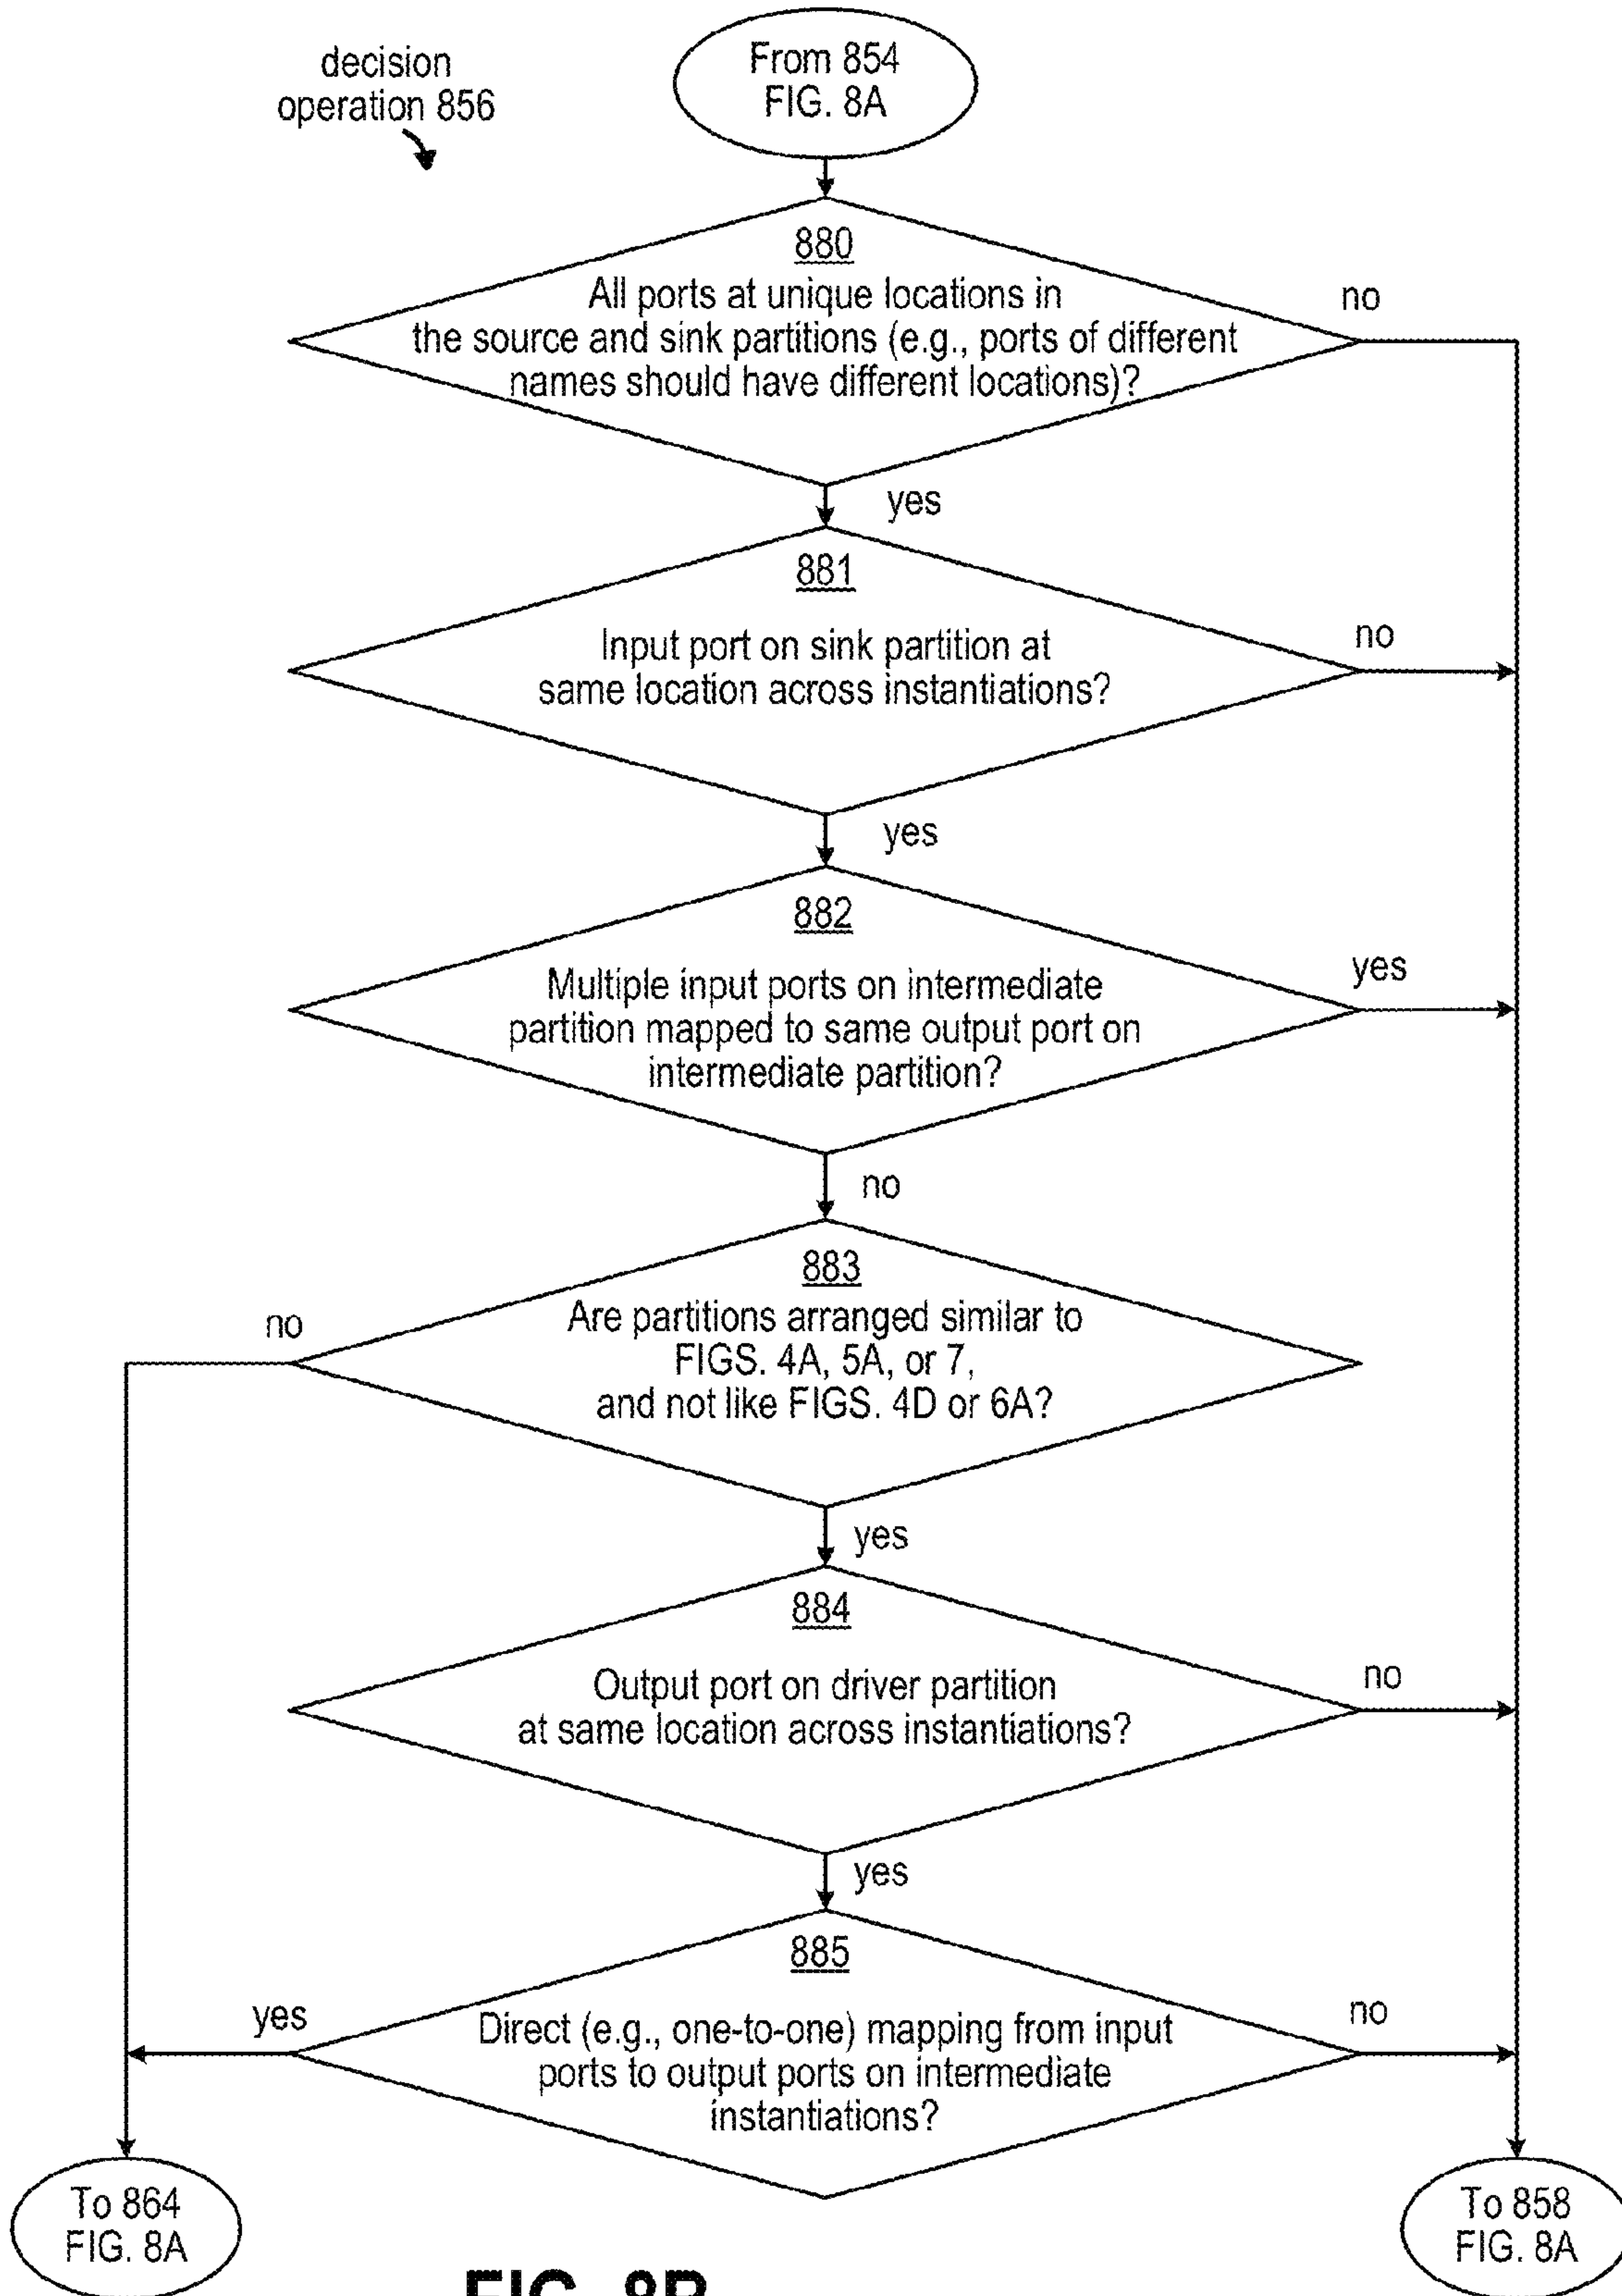 decision
operation 856
From 854
FIG. 8A
880
All ports at unique locations in
the source and sink partitions (e.g., ports of different
names should have different locations)?
no
yes
881
Input port on sink partition at
same location across instantiations?
no
yes
882
Multiple input ports on intermediate
partition mapped to same output port on
intermediate partition?
yes
no
883
Are partitions arranged similar to
FIGS. 4A, 5A, or 7,
and not like FIGS. 4D or 6A?
no
yes
884
Output port on driver partition
at same location across instantiations?
no
yes
885
Direct (e.g., one-to-one) mapping from input
ports to output ports on intermediate
instantiations?
yes
no
To 864
FIG. 8A
To 858
FIG. 8A
FIG. 8B